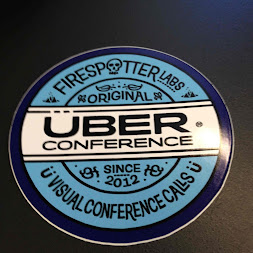 FIRESPOTTER LABS
ORIGINAL
ÜBER ®
CONFERENCE
SINCE
2012
Ü VISUAL CONFERENCE CALLS Ü